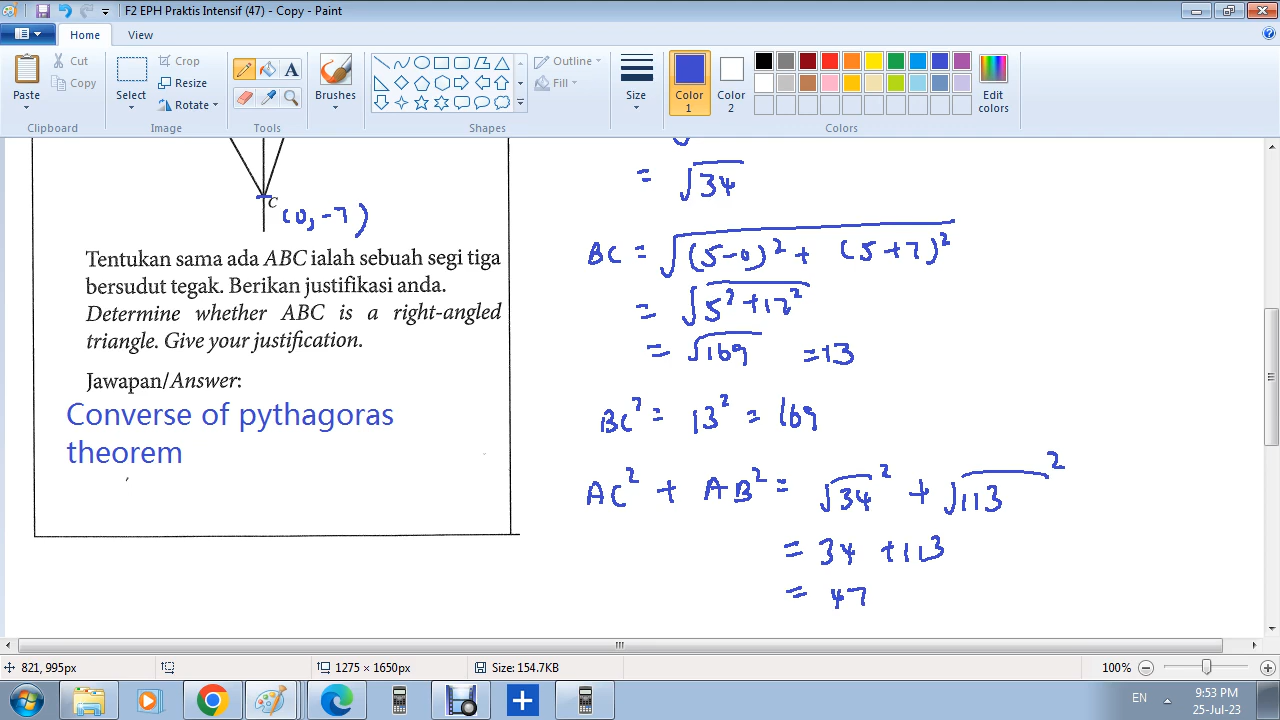 F2 EPH Praktis Intensif (47) - Copy - Paint
Home View
Paste
Cut
Copy
Select
Crop
Resize
Rotate
Brushes
Outline
Fill
Size
Color 1
Color 2
Edit colors
Clipboard Image Tools Shapes Colors
C
(0, -7)
Tentukan sama ada ABC ialah sebuah segi tiga
bersudut tegak. Berikan justifikasi anda.
Determine whether ABC is a right-angled
triangle. Give your justification.
Jawapan/Answer:
Converse of pythagoras
theorem
= √34
BC = √(5-0)² + (5+7)²
= √5² +12²
= √169 =13
BC² = 13² = 169
AC² + AB² = √34² + √113²
= 34 +113
= 47
821, 995px
1275 × 1650px
Size: 154.7KB
100%
EN
9:53 PM
25-Jul-23